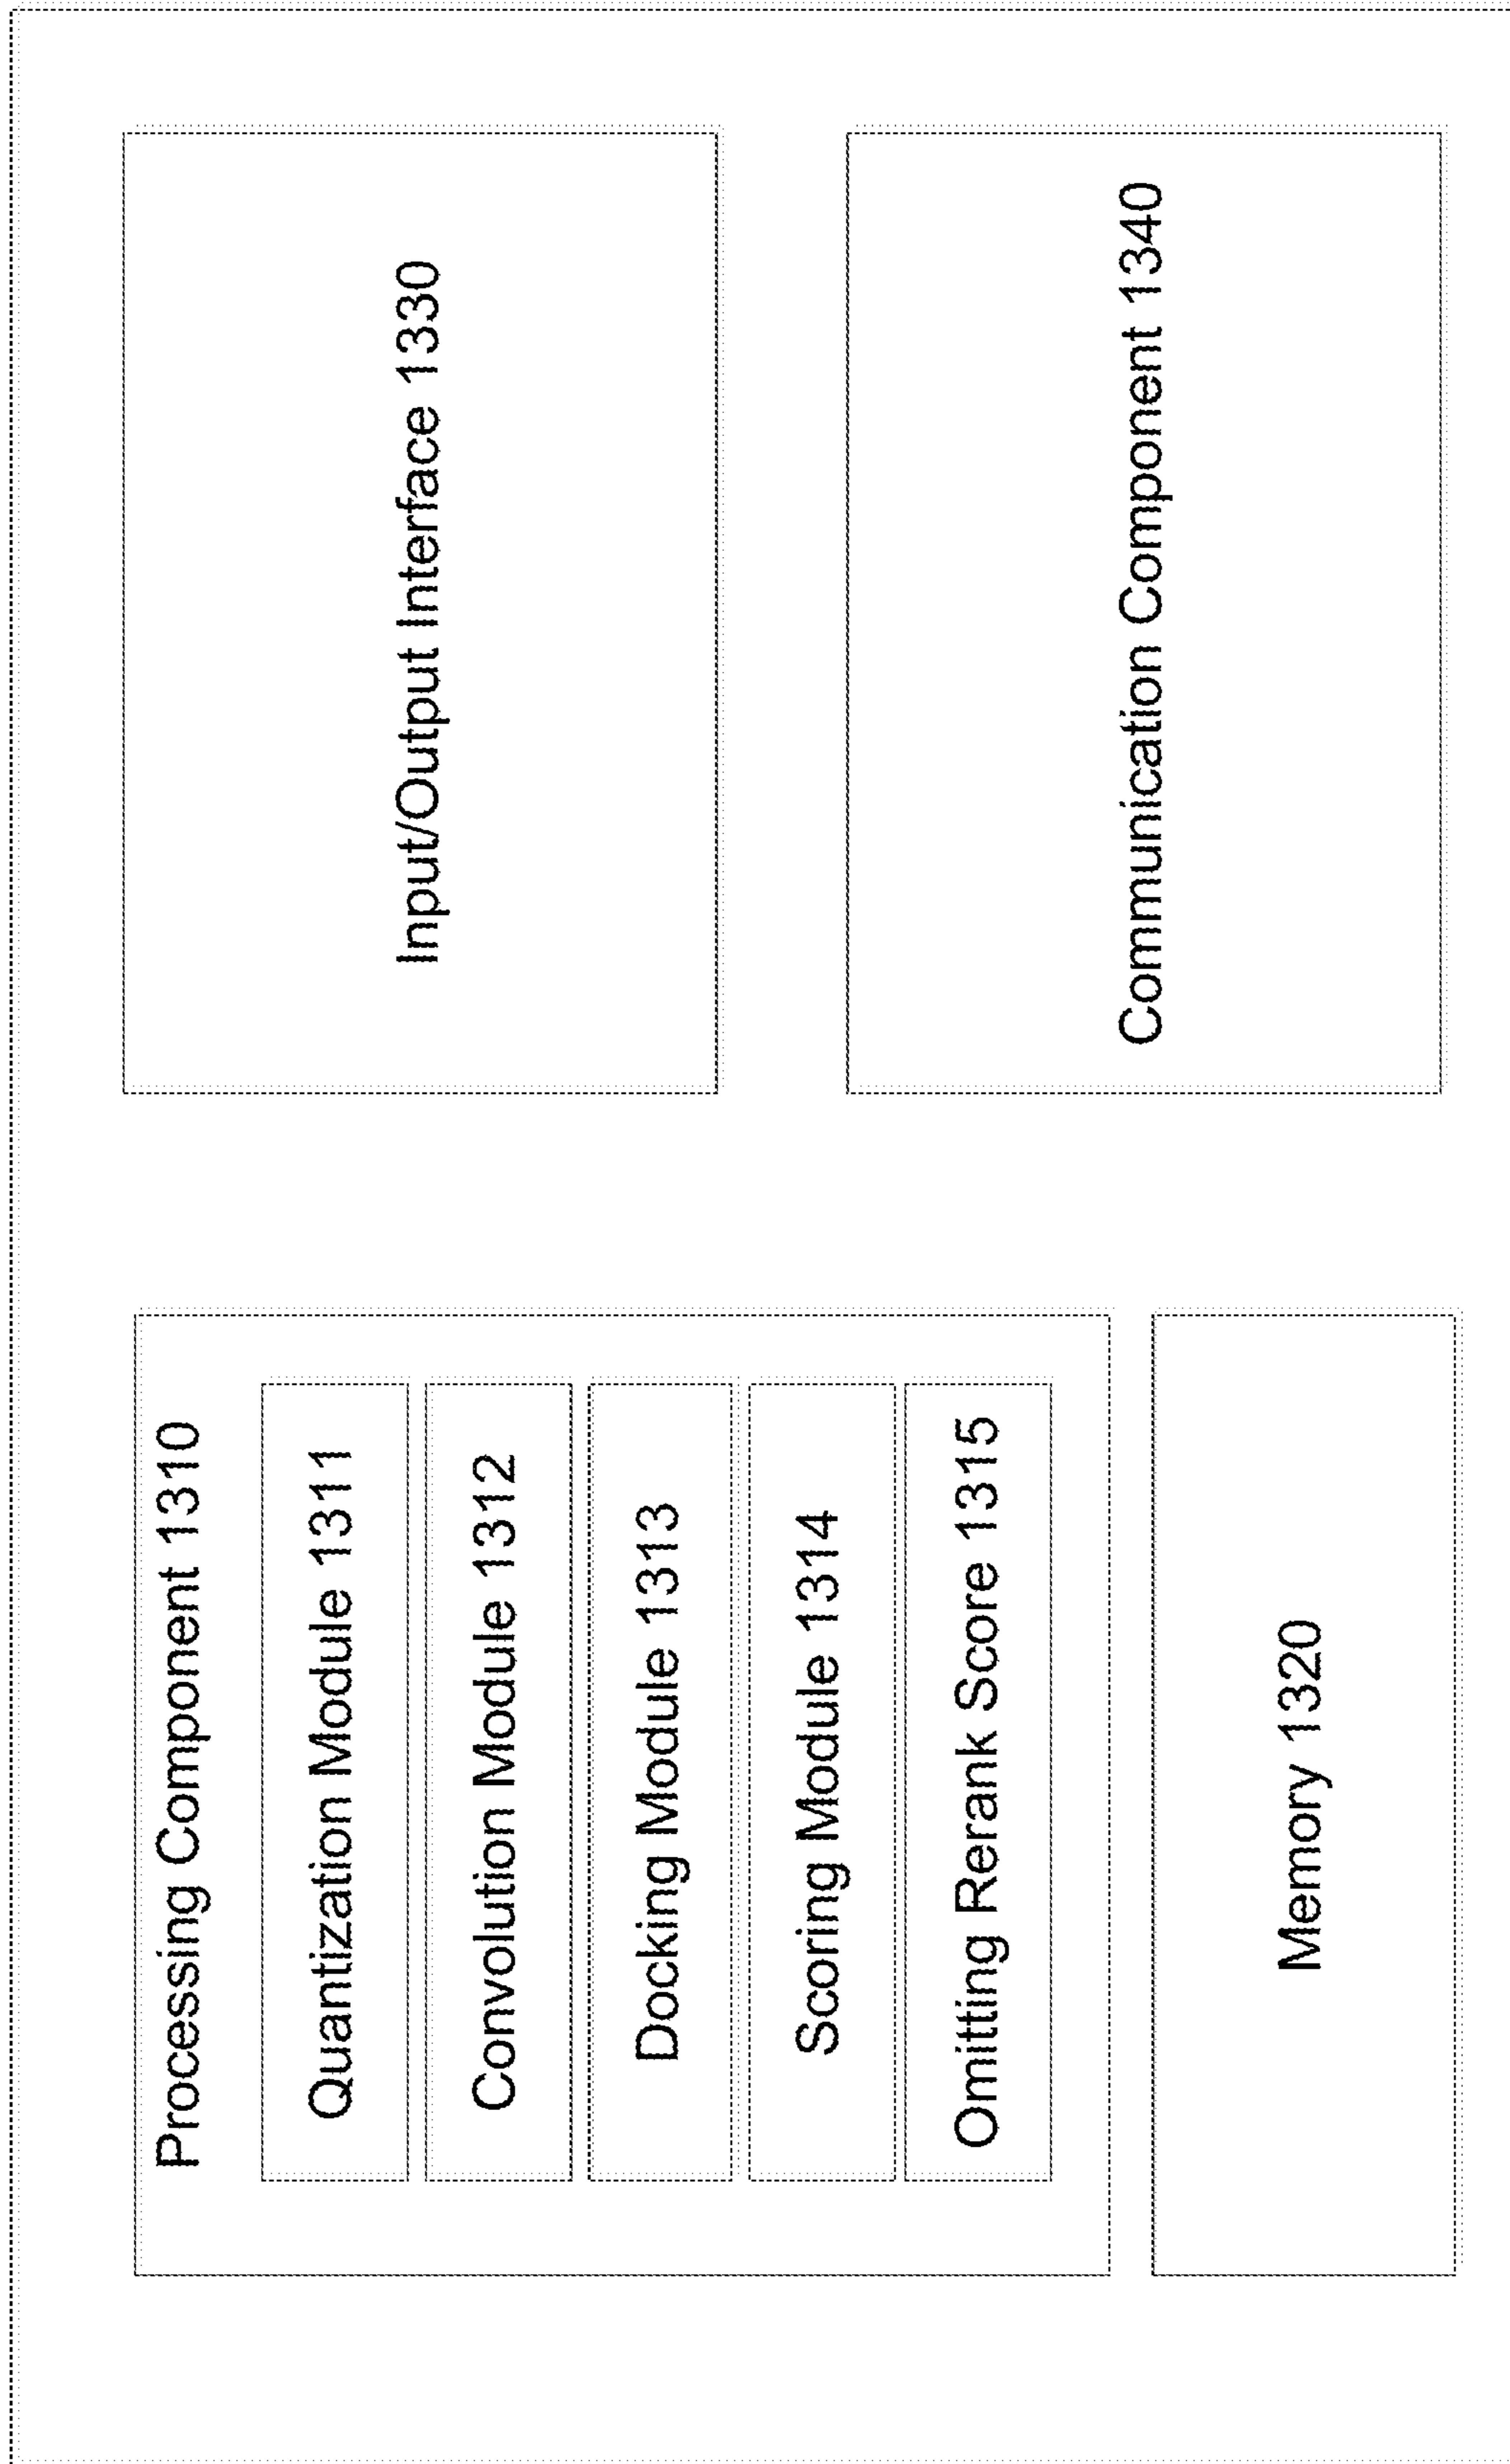 Processing Component 1310
Quantization Module 1311
Convolution Module 1312
Docking Module 1313
Scoring Module 1314
Omitting Rerank Score 1315
Memory 1320
Input/Output Interface 1330
Communication Component 1340